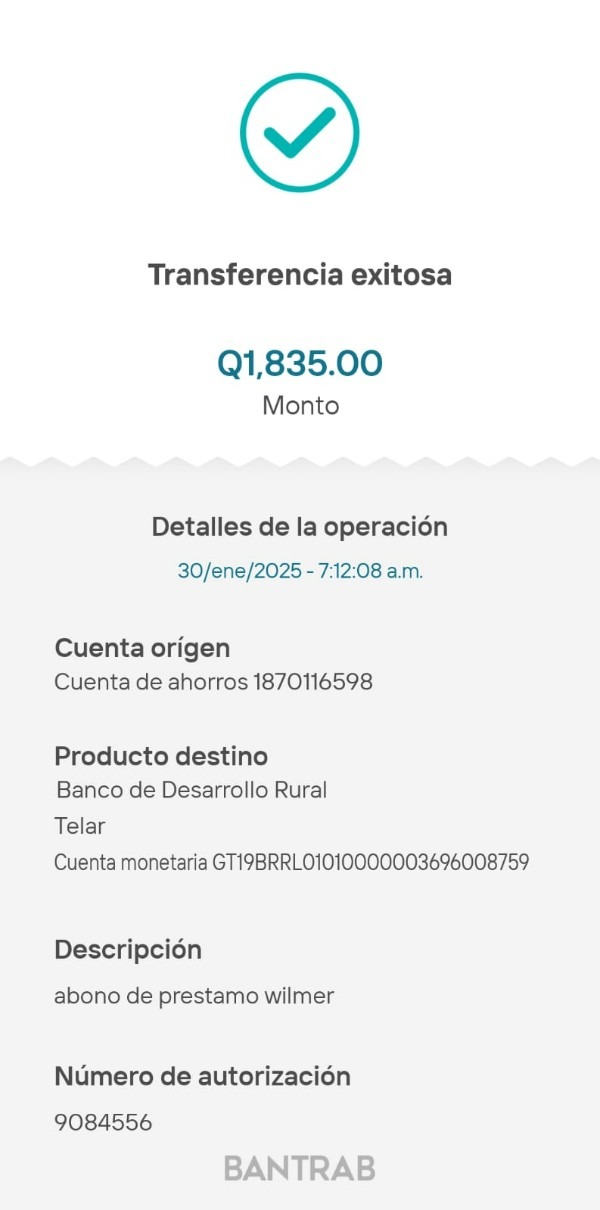 Transferencia exitosa
Q1,835.00
Monto
Detalles de la operación
30/ene/2025 - 7:12:08 a.m.
Cuenta orígen
Cuenta de ahorros 1870116598
Producto destino
Banco de Desarrollo Rural
Telar
Cuenta monetaria GT19BRRL01010000003696008759
Descripción
abono de prestamo wilmer
Número de autorización
9084556
BANTRAB